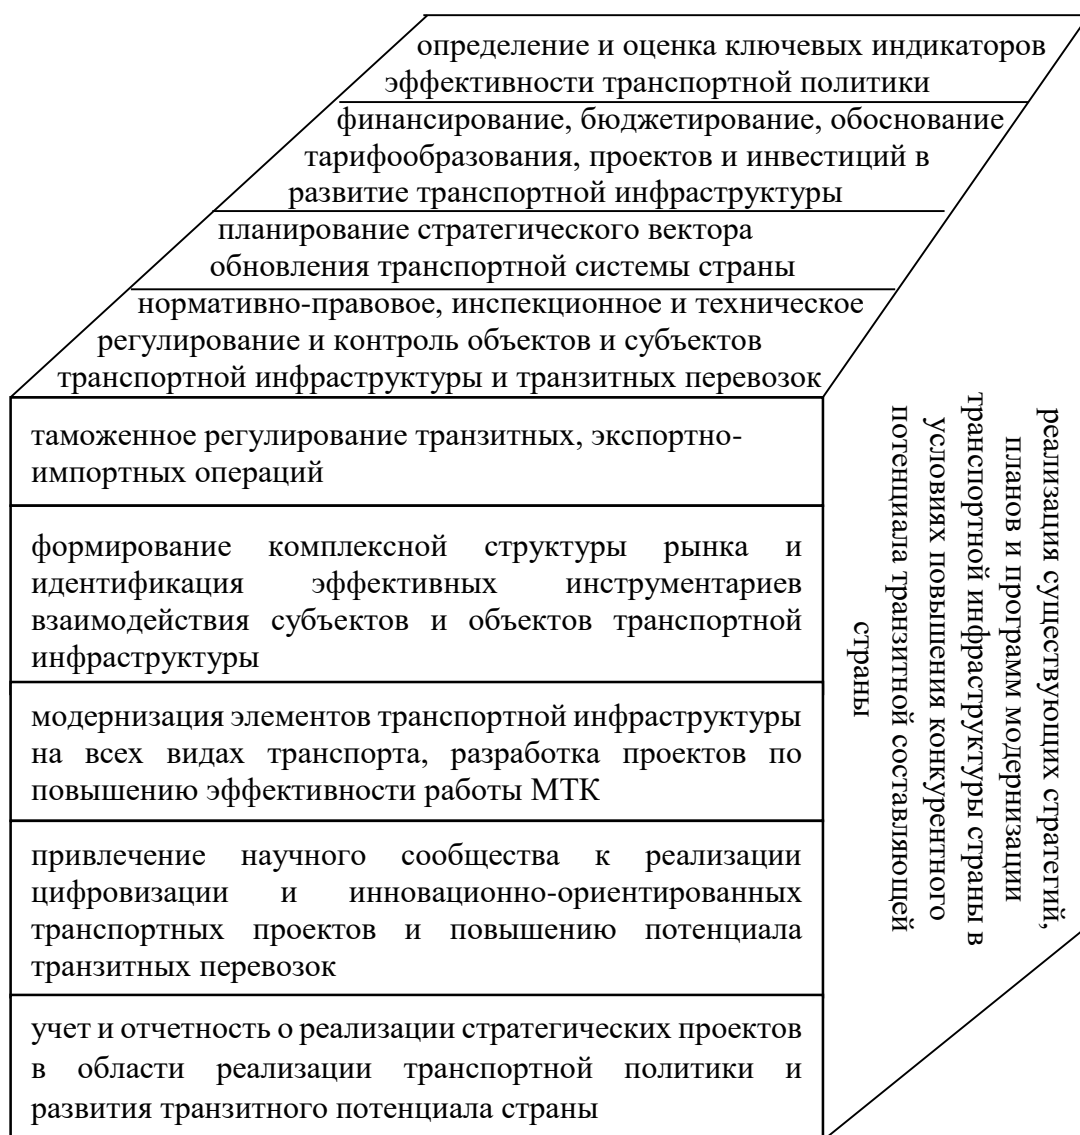 определение и оценка ключевых индикаторов
эффективности транспортной политики
финансирование, бюджетирование, обоснование
тарифообразования, проектов и инвестиций в
развитие транспортной инфраструктуры
планирование стратегического вектора
обновления транспортной системы страны
нормативно-правовое, инспекционное и техническое
регулирование и контроль объектов и субъектов
транспортной инфраструктуры и транзитных перевозок
таможенное регулирование транзитных, экспортно-
импортных операций
формирование комплексной структуры рынка и
идентификация эффективных инструментариев
взаимодействия субъектов и объектов транспортной
инфраструктуры
модернизация элементов транспортной инфраструктуры
на всех видах транспорта, разработка проектов по
повышению эффективности работы МТК
привлечение научного сообщества к реализации
цифровизации и инновационно-ориентированных
транспортных проектов и повышению потенциала
транзитных перевозок
учет и отчетность о реализации стратегических проектов
в области реализации транспортной политики и
развития транзитного потенциала страны
реализация существующих стратегий,
планов и программ модернизации
транспортной инфраструктуры страны в
условиях повышения конкурентного
потенциала транзитной составляющей
страны